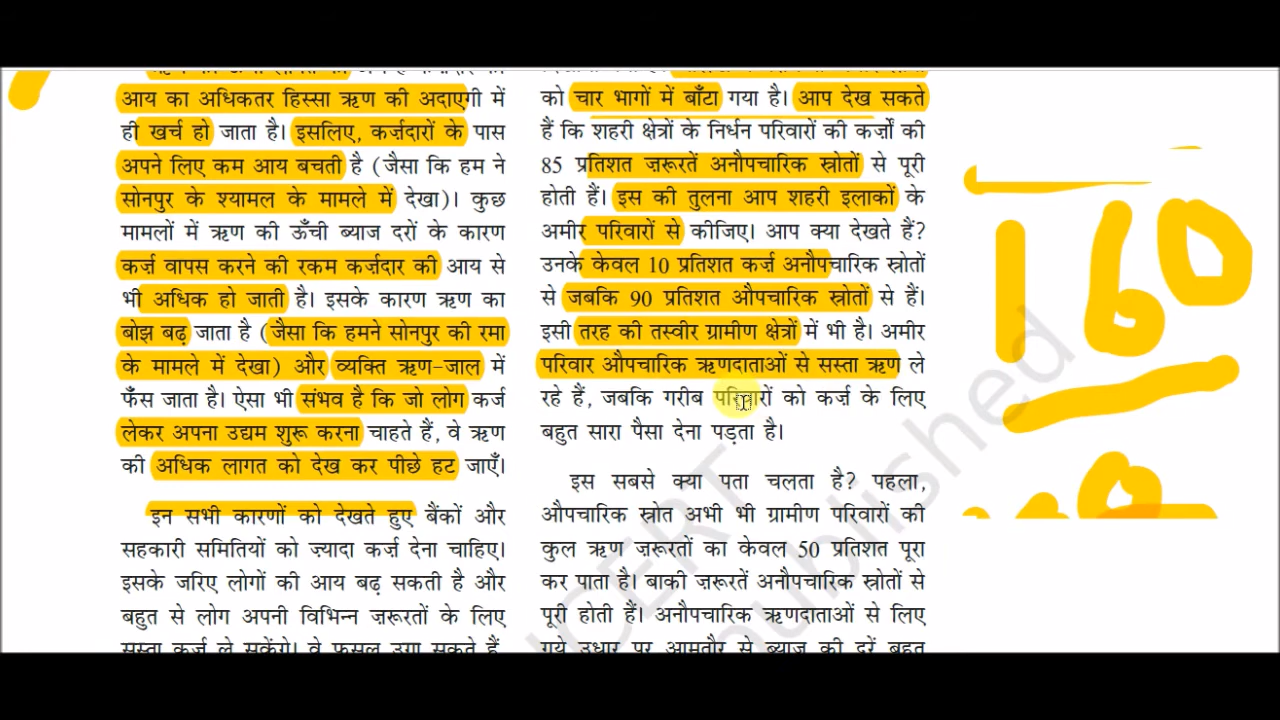 आय का अधिकतर हिस्सा ऋण की अदाएगी में
ही खर्च हो जाता है। इसलिए, कर्ज़दारों के पास
अपने लिए कम आय बचती है (जैसा कि हम ने
सोनपुर के श्यामल के मामले में देखा)। कुछ
मामलों में ऋण की ऊँची ब्याज दरों के कारण
कर्ज़ वापस करने की रकम कर्ज़दार की आय से
भी अधिक हो जाती है। इसके कारण ऋण का
बोझ बढ़ जाता है (जैसा कि हमने सोनपुर की रमा
के मामले में देखा) और व्यक्ति ऋण-जाल में
फँस जाता है। ऐसा भी संभव है कि जो लोग कर्ज
लेकर अपना उद्यम शुरू करना चाहते हैं, वे ऋण
की अधिक लागत को देख कर पीछे हट जाएँ।
इन सभी कारणों को देखते हुए बैंकों और
सहकारी समितियों को ज़्यादा कर्ज़ देना चाहिए।
इसके जरिए लोगों की आय बढ़ सकती है और
बहुत से लोग अपनी विभिन्न ज़रूरतों के लिए
सस्ता कर्ज़ ले सकेंगे। वे फसल उगा सकते हैं,
को चार भागों में बाँटा गया है। आप देख सकते
हैं कि शहरी क्षेत्रों के निर्धन परिवारों की कर्जों की
85 प्रतिशत ज़रूरतें अनौपचारिक स्रोतों से पूरी
होती हैं। इस की तुलना आप शहरी इलाकों के
अमीर परिवारों से कीजिए। आप क्या देखते हैं?
उनके केवल 10 प्रतिशत कर्ज़ अनौपचारिक स्रोतों
से जबकि 90 प्रतिशत औपचारिक स्रोतों से हैं।
इसी तरह की तस्वीर ग्रामीण क्षेत्रों में भी है। अमीर
परिवार औपचारिक ऋणदाताओं से सस्ता ऋण ले
रहे हैं, जबकि गरीब परिवारों को कर्ज़ के लिए
बहुत सारा पैसा देना पड़ता है।
इस सबसे क्या पता चलता है? पहला,
औपचारिक स्रोत अभी भी ग्रामीण परिवारों की
कुल ऋण ज़रूरतों का केवल 50 प्रतिशत पूरा
कर पाता है। बाकी ज़रूरतें अनौपचारिक स्रोतों से
पूरी होती हैं। अनौपचारिक ऋणदाताओं से लिए
गये उधार पर आमतौर से ब्याज की दरें बहुत
160